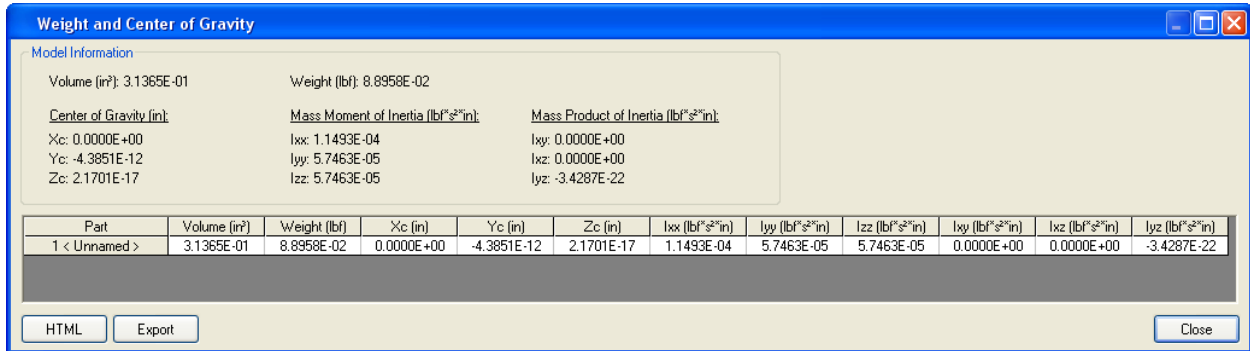 Weight and Center of Gravity
Model Information
Volume (in³): 3.1365E-01 Weight (lbf): 8.8958E-02
Center of Gravity (in): Mass Moment of Inertia (lbf*s²*in): Mass Product of Inertia (lbf*s²*in):
Xc: 0.0000E+00 Ixx: 1.1493E-04 Ixy: 0.0000E+00
Yc: -4.3851E-12 Iyy: 5.7463E-05 Ixz: 0.0000E+00
Zc: 2.1701E-17 Izz: 5.7463E-05 Iyz: -3.4287E-22
Part Volume (in³) Weight (lbf) Xc (in) Yc (in) Zc (in) Ixx (lbf*s²*in) Iyy (lbf*s²*in) Izz (lbf*s²*in) Ixy (lbf*s²*in) Ixz (lbf*s²*in) Iyz (lbf*s²*in)
1 < Unnamed > 3.1365E-01 8.8958E-02 0.0000E+00 -4.3851E-12 2.1701E-17 1.1493E-04 5.7463E-05 5.7463E-05 0.0000E+00 0.0000E+00 -3.4287E-22
HTML Export Close